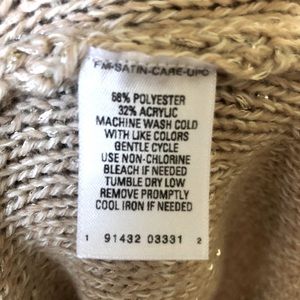 FM-SATIN-CARE-UPC
68% POLYESTER
32% ACRYLIC
MACHINE WASH COLD
WITH LIKE COLORS
GENTLE CYCLE
USE NON-CHLORINE
BLEACH IF NEEDED
TUMBLE DRY LOW
REMOVE PROMPTLY
COOL IRON IF NEEDED
1 91432 03331 2